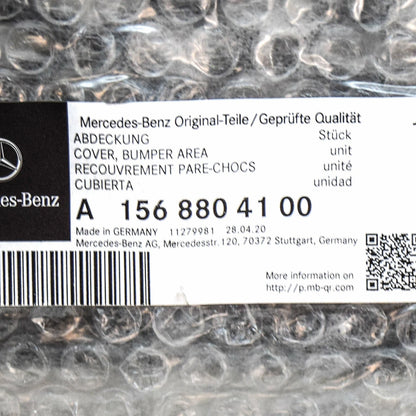 Mercedes-Benz Original-Teile/Geprüfte Qualität
ABDECKUNG Stück
COVER, BUMPER AREA unit
RECOUVREMENT PARE-CHOCS unité
CUBIERTA unidad
des-Benz
A 156 880 41 00
Made in GERMANY 11279981 28.04.20
Mercedes-Benz AG, Mercedesstr. 120, 70372 Stuttgart, Germany
More information on
http://p.mb-qr.com/